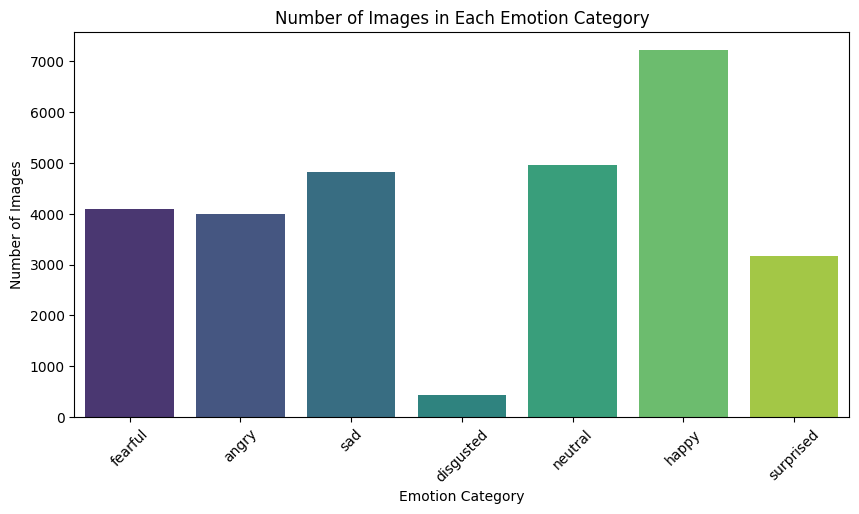 Number of Images in Each Emotion Category
Number of Images
7000
6000
5000
4000
3000
2000
1000
0
fearful
angry
sad
disgusted
neutral
happy
surprised
Emotion Category